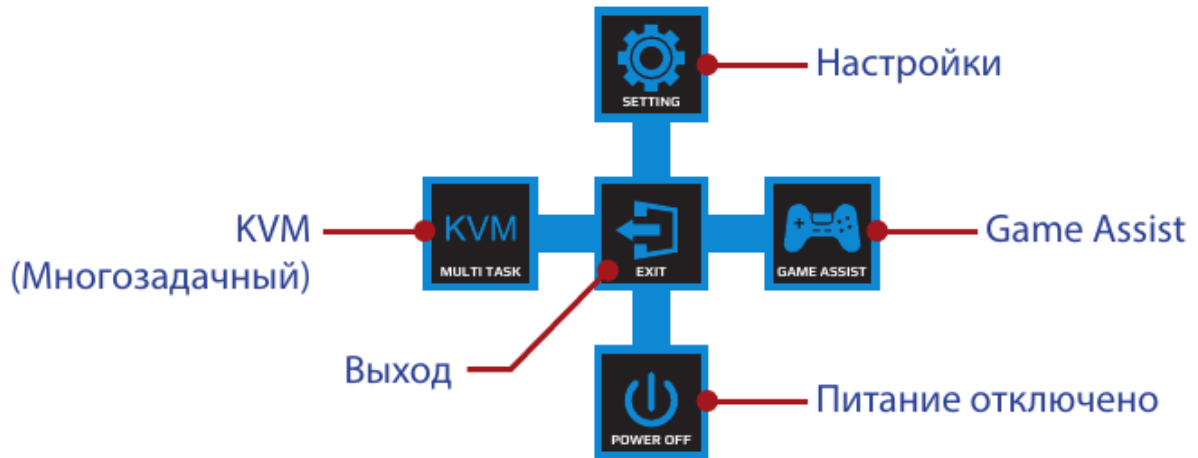 SETTING
Настройки
KVM
(Многозадачный)
KVM
MULTI TASK
EXIT
GAME ASSIST
Game Assist
Выход
POWER OFF
Питание отключено